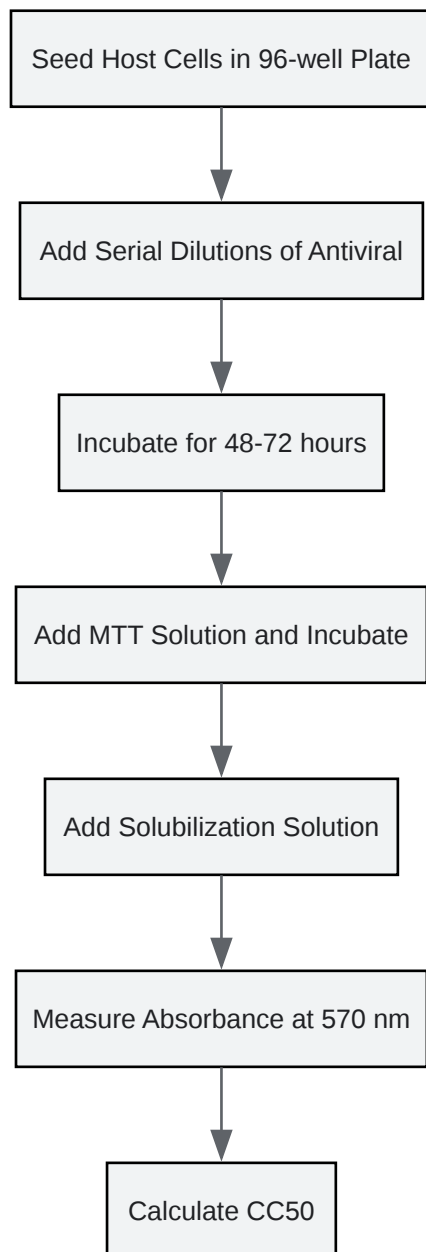 Seed Host Cells in 96-well Plate
Add Serial Dilutions of Antiviral
Incubate for 48-72 hours
Add MTT Solution and Incubate
Add Solubilization Solution
Measure Absorbance at 570 nm
Calculate CC50